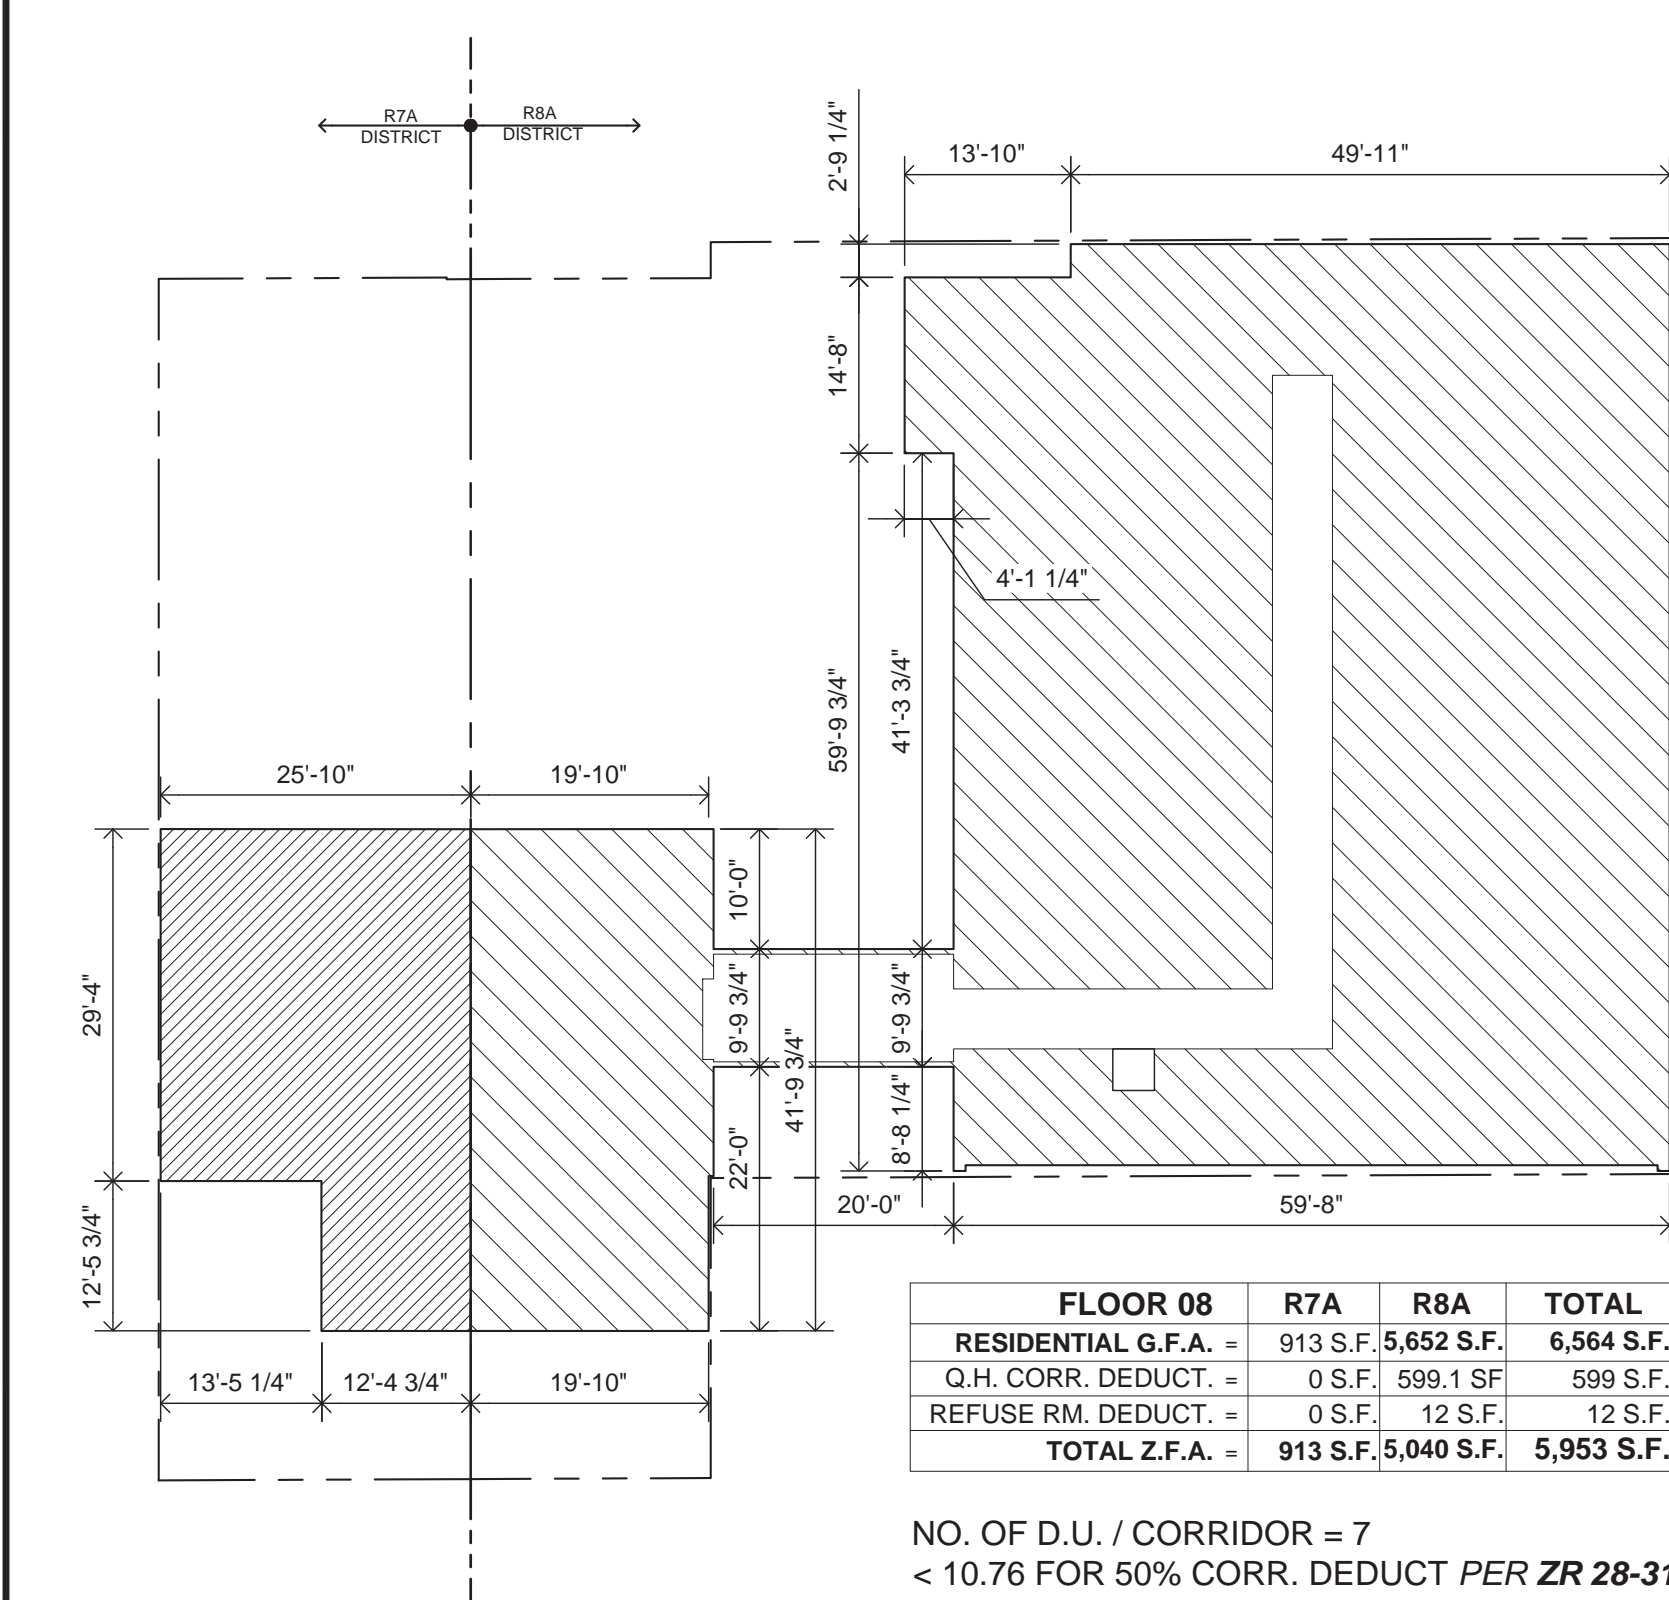 R7A
DISTRICT
R8A
DISTRICT
2'-9 1/4"
13'-10"
49'-11"
14'-8"
4'-1 1/4"
59'-9 3/4"
41'-3 3/4"
25'-10"
19'-10"
10'-0"
29'-4"
9'-9 3/4"
9'-9 3/4"
41'-9 3/4"
8'-8 1/4"
22'-0"
12'-5 3/4"
20'-0"
59'-8"
13'-5 1/4"
12'-4 3/4"
19'-10"
FLOOR 08 R7A R8A TOTAL
RESIDENTIAL G.F.A. = 913 S.F. 5,652 S.F. 6,564 S.F.
Q.H. CORR. DEDUCT. = 0 S.F. 599.1 SF 599 S.F.
REFUSE RM. DEDUCT. = 0 S.F. 12 S.F. 12 S.F.
TOTAL Z.F.A. = 913 S.F. 5,040 S.F. 5,953 S.F.
NO. OF D.U. / CORRIDOR = 7
< 10.76 FOR 50% CORR. DEDUCT PER ZR 28-31